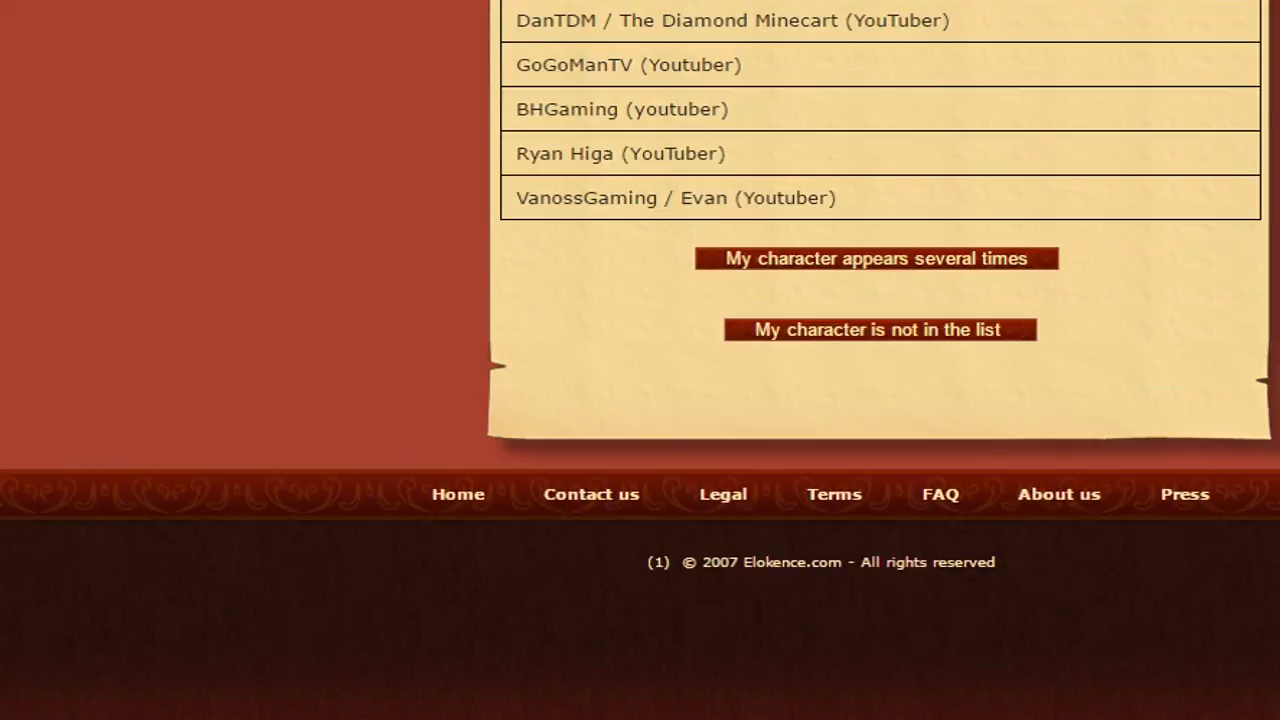 DanTDM / The Diamond Minecart (YouTuber)
GoGoManTV (Youtuber)
BHGaming (youtuber)
Ryan Higa (YouTuber)
VanossGaming / Evan (Youtuber)
My character appears several times
My character is not in the list
Home Contact us Legal Terms FAQ About us Press
(1) © 2007 Elokence.com - All rights reserved